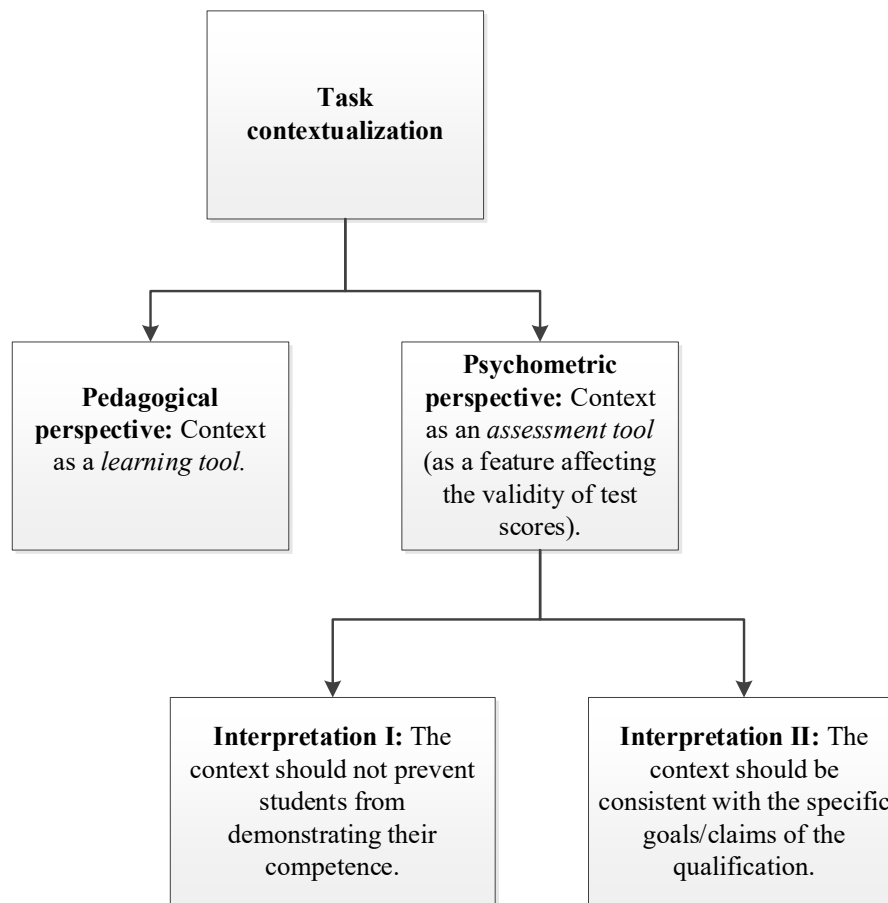 Task
contextualization
Pedagogical
perspective: Context
as a learning tool.
Psychometric
perspective: Context
as an assessment tool
(as a feature affecting
the validity of test
scores).
Interpretation I: The
context should not prevent
students from
demonstrating their
competence.
Interpretation II: The
context should be
consistent with the specific
goals/claims of the
qualification.